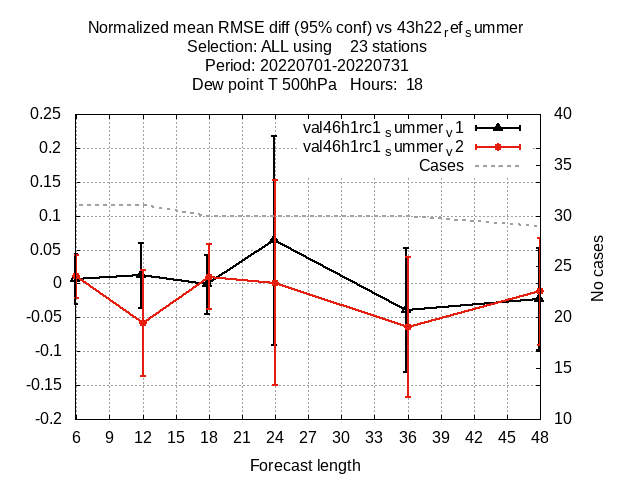 Normalized mean RMSE diff (95% conf) vs 43h22_ref_summer
Selection: ALL using 23 stations
Period: 20220701-20220731
Dew point T 500hPa Hours: 18
0.25
0.2
0.15
0.1
0.05
0
-0.05
-0.1
-0.15
-0.2
val46h1rc1_summer_v1
val46h1rc1_summer_v2
Cases
40
35
30
25
20
15
10
No cases
6 9 12 15 18 21 24 27 30 33 36 39 42 45 48
Forecast length